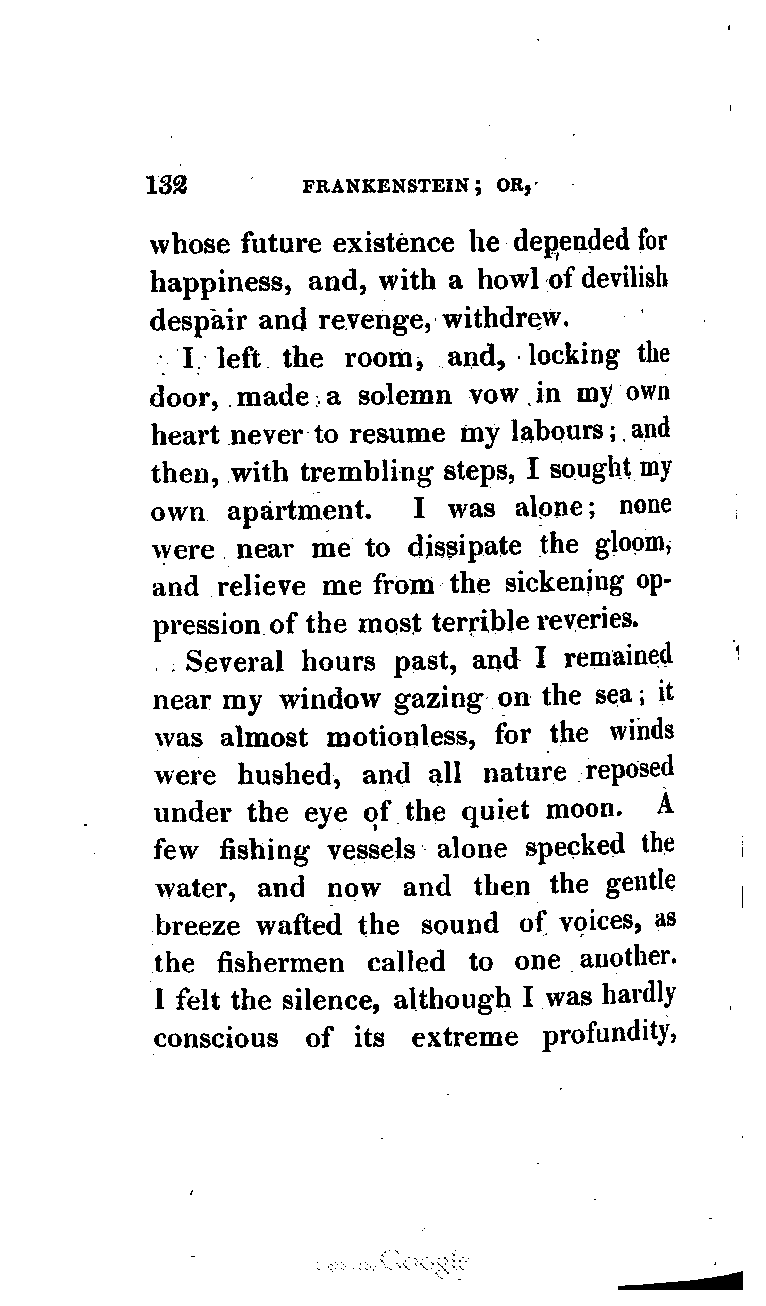 132 FRANKENSTEIN; OR,
whose future existence he depended for
happiness, and, with a howl of devilish
despair and revenge, withdrew.
I left the room, and, locking the
door, made a solemn vow in my own
heart never to resume my labours; and
then, with trembling steps, I sought my
own apartment. I was alone; none
were near me to dissipate the gloom,
and relieve me from the sickening op-
pression of the most terrible reveries.
Several hours past, and I remained
near my window gazing on the sea; it
was almost motionless, for the winds
were hushed, and all nature reposed
under the eye of the quiet moon. A
few fishing vessels alone specked the
water, and now and then the gentle
breeze wafted the sound of voices, as
the fishermen called to one another.
I felt the silence, although I was hardly
conscious of its extreme profundity,
Google